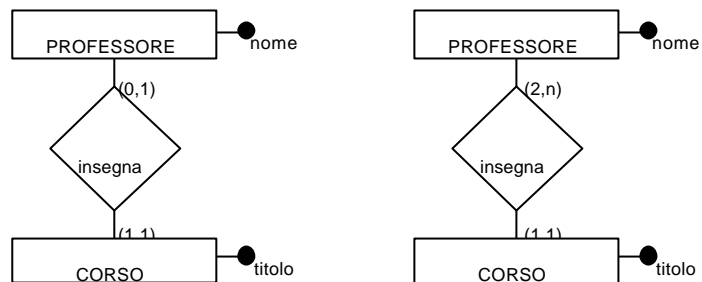 PROFESSORE nome PROFESSORE nome
(0,1) (2,n)
insegna insegna
(1,1) (1,1)
CORSO titolo CORSO titolo